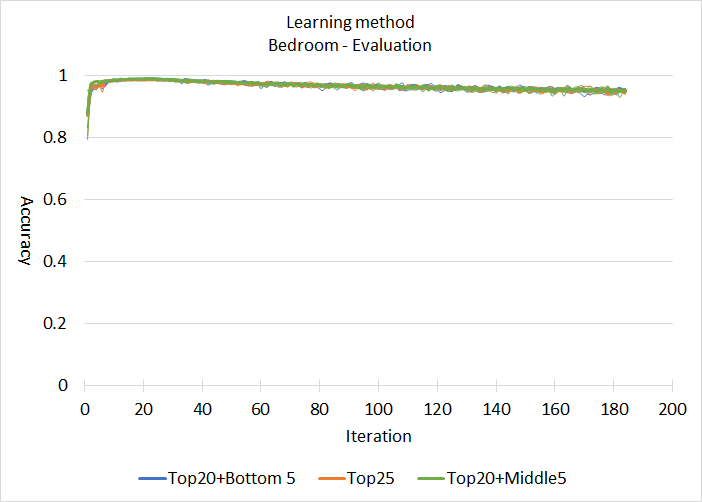 Learning method
Bedroom - Evaluation
1
0.8
0.6
0.4
0.2
0
Accuracy
0 20 40 60 80 100 120 140 160 180 200
Iteration
Top20+Bottom 5 Top25 Top20+Middle5